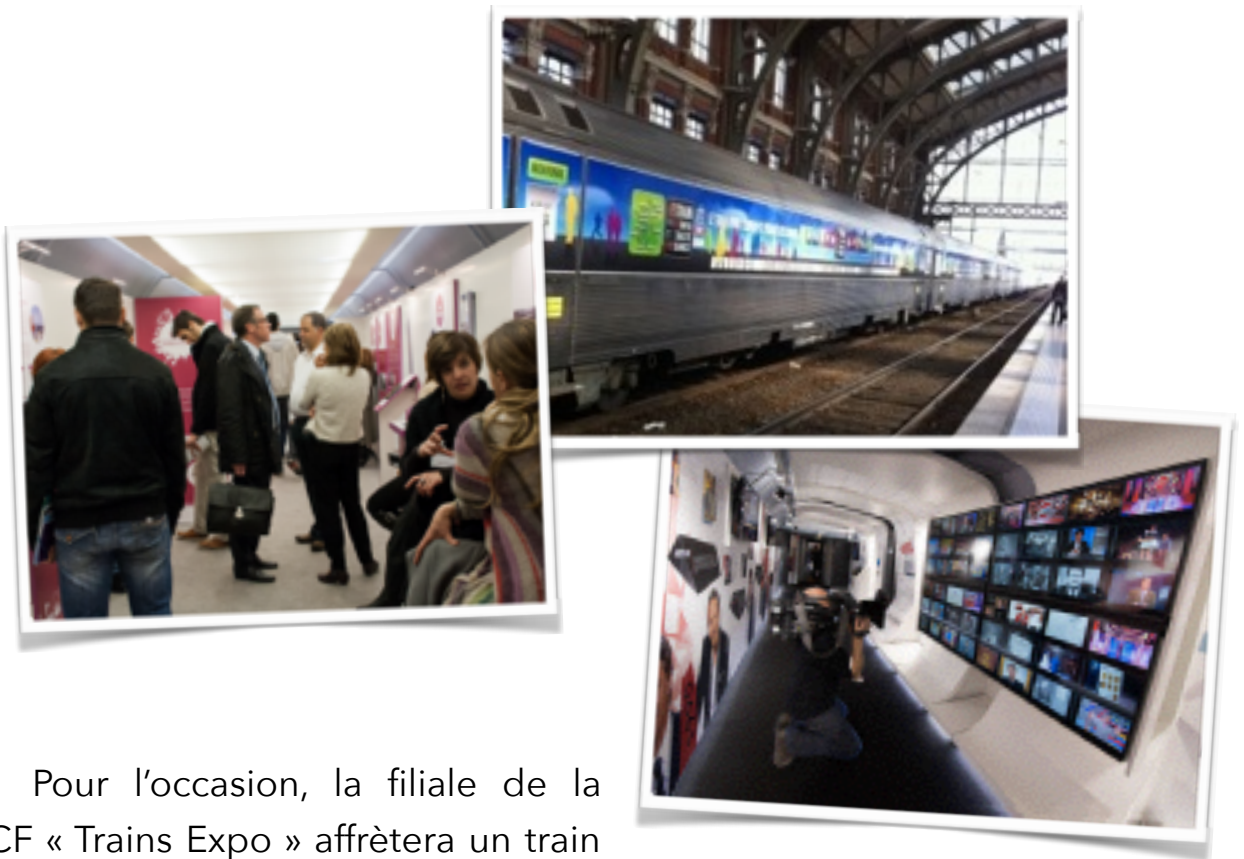 Pour l’occasion, la filiale de la
CF « Trains Expo » affrètera un train